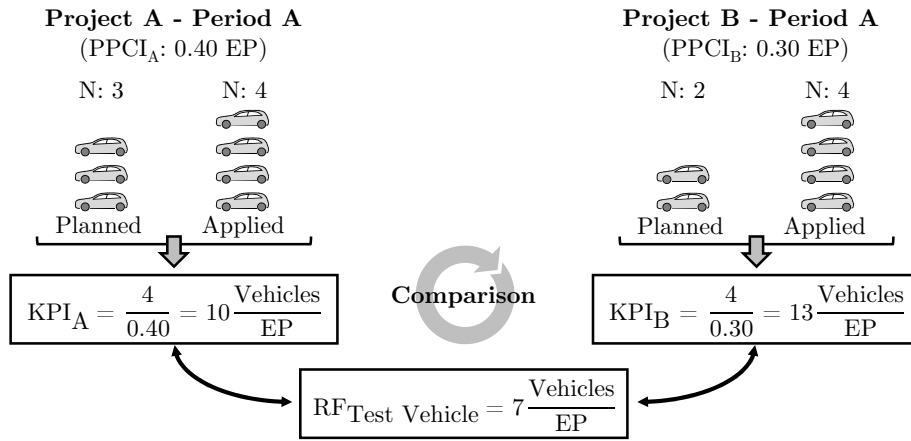 Project A - Period A
(PPCI_A: 0.40 EP)
N: 3 N: 4
Planned Applied
KPI_A = 4/0.40 = 10 Vehicles/EP
Project B - Period A
(PPCI_B: 0.30 EP)
N: 2 N: 4
Planned Applied
KPI_B = 4/0.30 = 13 Vehicles/EP
Comparison
RF_Test Vehicle = 7 Vehicles/EP